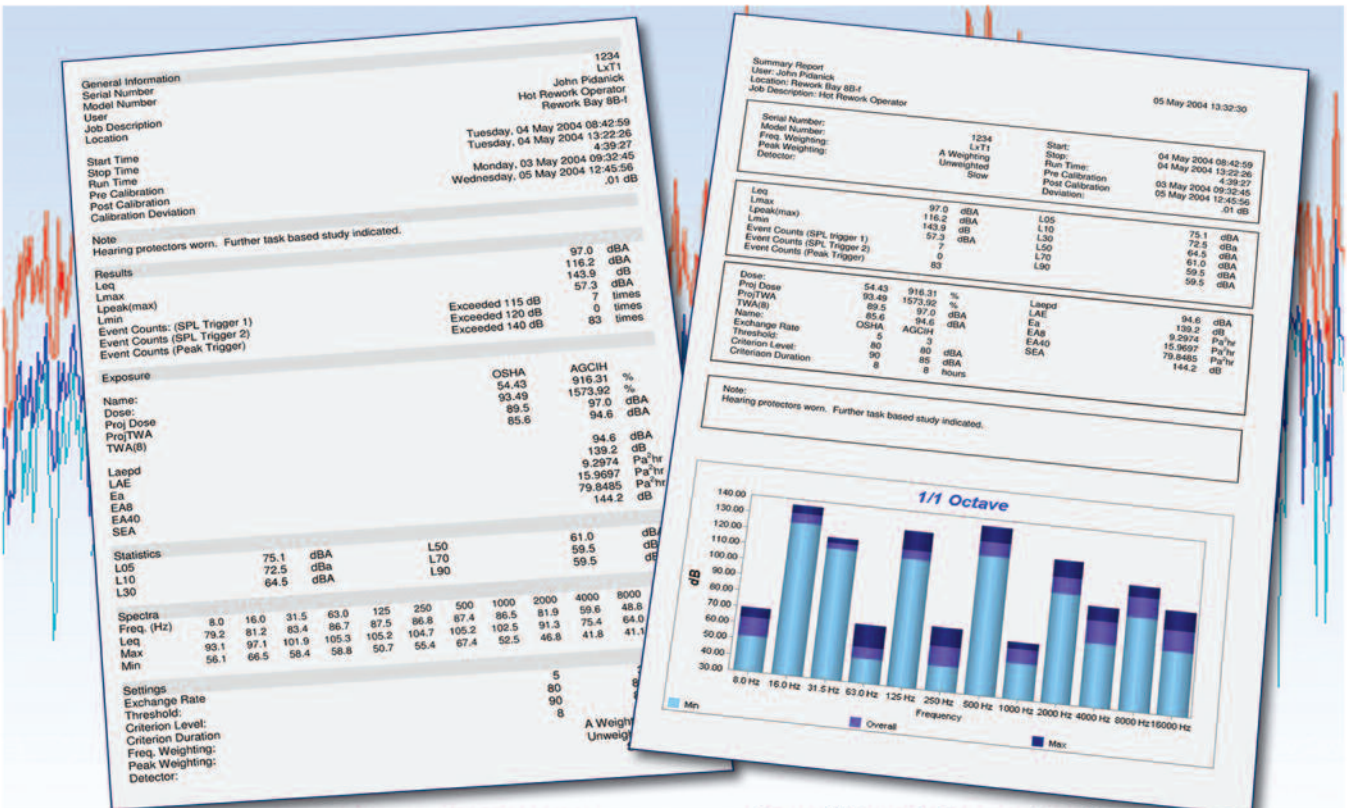 General Information
Serial Number 1234
Model Number LxT1
User John Pidanick
Job Description Hot Rework Operator
Location Rework Bay 8B-f
Start Time Tuesday, 04 May 2004 08:42:59
Stop Time Tuesday, 04 May 2004 13:22:26
Run Time 4:39:27
Pre Calibration Monday, 03 May 2004 09:32:45
Post Calibration Wednesday, 05 May 2004 12:45:56
Calibration Deviation .01 dB
Note
Hearing protectors worn. Further task based study indicated.
Results
Leq 97.0 dBA
Lmax 116.2 dBA
Lpeak(max) 143.9 dB
Lmin 57.3 dBA
Event Counts: (SPL Trigger 1) Exceeded 115 dB 7 times
Event Counts (SPL Trigger 2) Exceeded 120 dB 0 times
Event Counts (Peak Trigger) Exceeded 140 dB 83 times
Exposure
Name: OSHA AGCIH
Dose: 54.43 916.31 %
Proj Dose 93.49 1573,92 %
ProjTWA 89.5 97.0 dBA
TWA(8) 85.6 94.6 dBA
Laepd 94.6 dBA
LAE 139.2 dB
Ea 9.2974 Pa²hr
EA8 15.9697 Pa²hr
EA40 79.8485 Pa²hr
SEA 144.2 dB
Statistics
L05 75.1 dBA L50 61.0 dBA
L10 72.5 dBa L70 59.5
L30 64.5 dBA L90 59.5
Spectra
Freq. (Hz) 8.0 16.0 31.5 63.0 125 250 500 1000 2000 4000 8000
Leq 79.2 81.2 83.4 86.7 87.5 86.8 87.4 86.5 81.9 59.6 48.8
Max 93.1 97.1 101.9 105.3 105.2 104.7 105.2 102.5 91.3 75.4 64.0
Min 56.1 66.5 58.4 58.8 50.7 55.4 67.4 52.5 46.8 41.8 41.1
Settings
Exchange Rate 5
Threshold: 80
Criterion Level: 90
Criterion Duration 8
Freq. Weighting: A Weight
Peak Weighting: Unweig
Detector:
Summary Report 05 May 2004 13:32:30
User: John Pidanick
Location: Rework Bay 8B-f
Job Description: Hot Rework Operator
Serial Number: 1234 Start: 04 May 2004 08:42:59
Model Number: LxT1 Stop: 04 May 2004 13:22:26
Freq. Weighting: A Weighting Run Time: 4:39:27
Peak Weighting: Unweighted Pre Calibration 03 May 2004 09:32:45
Detector: Slow Post Calibration 05 May 2004 12:45:56
Deviation: .01 dB
Leq 97.0 dBA L05 75.1 dBA
Lmax 116.2 dBA L10 72.5 dBa
Lpeak(max) 143.9 dB L30 64.5 dBA
Lmin 57.3 dBA L50 61.0 dBA
Event Counts (SPL trigger 1) 7 L70 59.5 dBA
Event Counts (SPL Trigger 2) 0 L90 59.5 dBA
Event Counts (Peak Trigger) 83
Dose: 54.43 916.31 % Laepd 94.6 dBA
Proj Dose 93.49 1573,92 % LAE 139.2 dB
ProjTWA 89.5 97.0 dBA Ea 9.2974 Pa²hr
TWA(8) 85.6 94.6 dBA EA8 15.9697 Pa²hr
Name: OSHA AGCIH EA40 79.8485 Pa²hr
Exchange Rate 5 3 SEA 144.2 dB
Threshold: 80 80 dBA
Criterion Level: 90 85 dBA
Criteriaon Duration 8 8 hours
Note:
Hearing protectors worn. Further task based study indicated.
1/1 Octave
140.00
130.00
120.00
110.00
100.00
90.00
80.00
70.00
60.00
50.00
40.00
30.00
dB
8.0 Hz 16.0 Hz 31.5 Hz 63.0 Hz 125 Hz 250 Hz 500 Hz 1000 Hz 2000 Hz 4000 Hz 8000 Hz 16000 Hz
Frequency
Min Overall Max